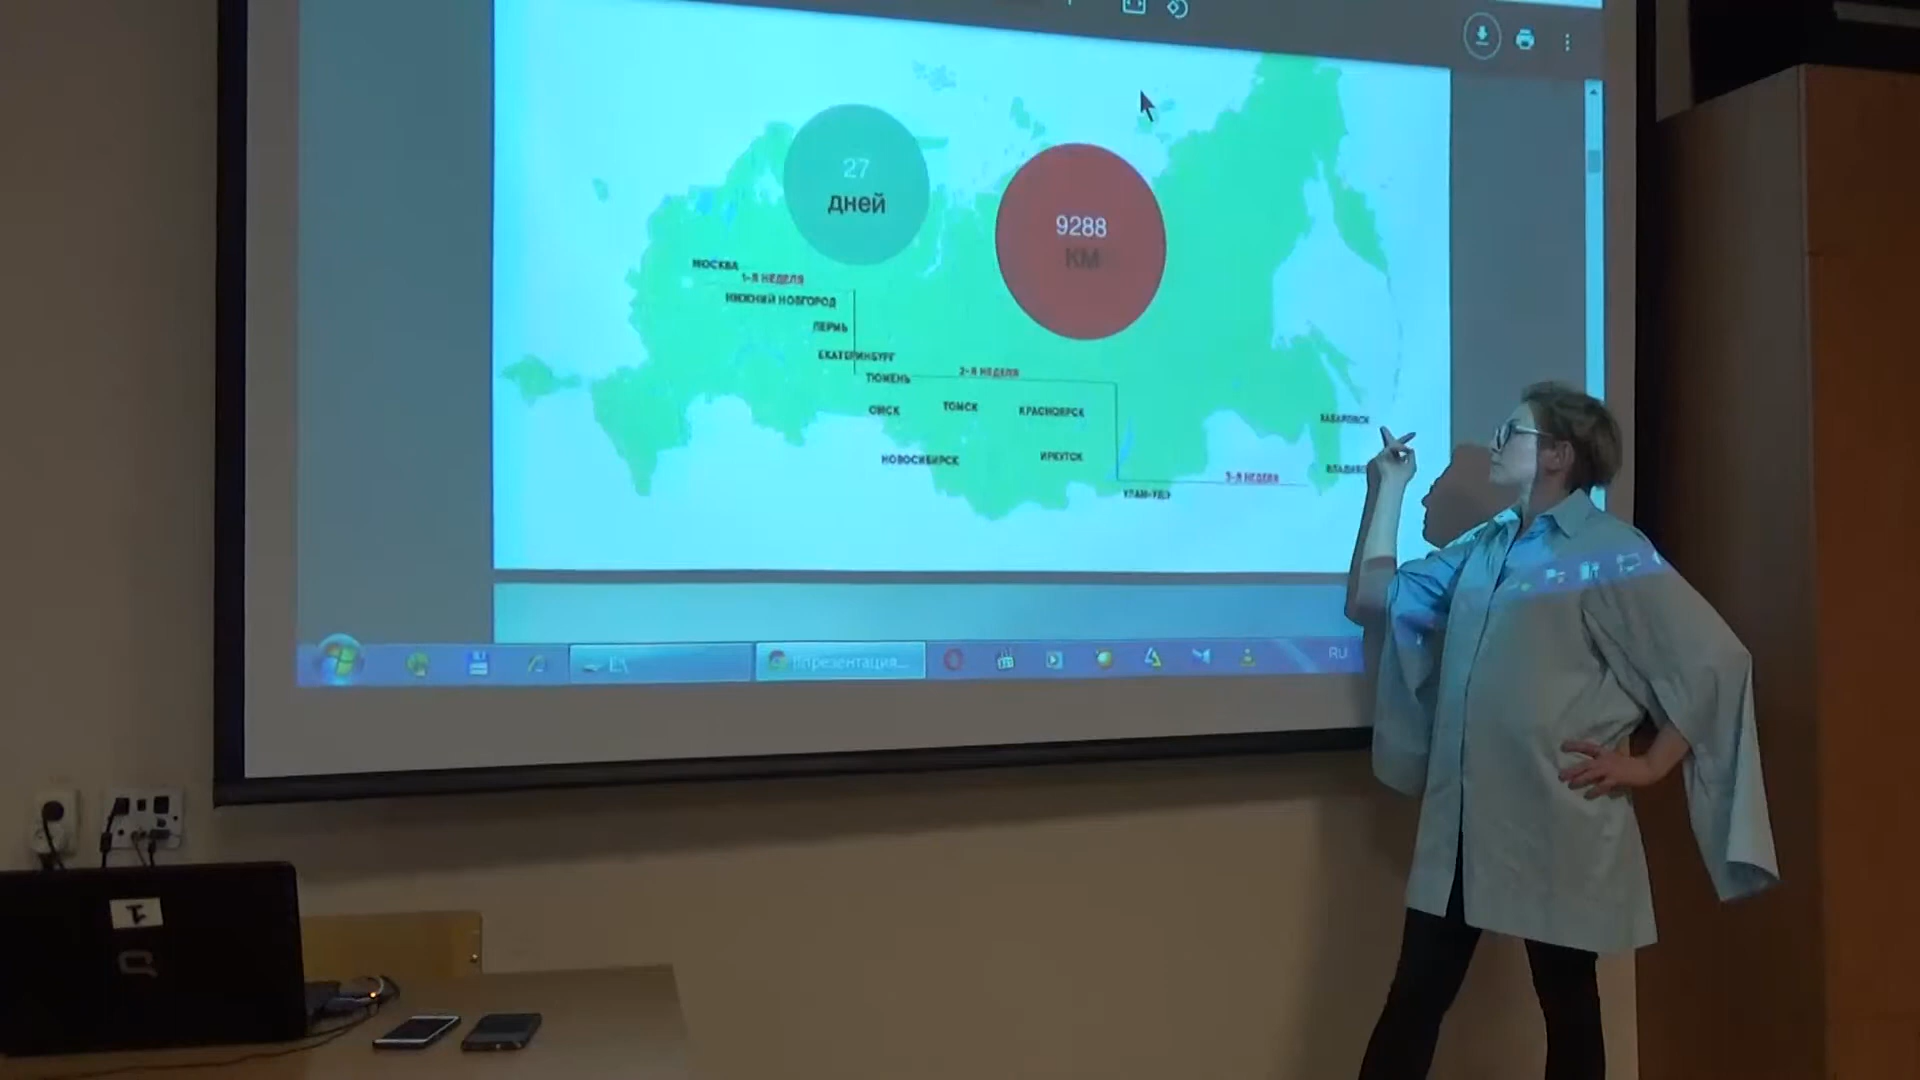 27
дней
9288
КМ
МОСКВА
1-Я НЕДЕЛЯ
НИЖНИЙ НОВГОРОД
ПЕРМЬ
ЕКАТЕРИНБУРГ
ТЮМЕНЬ
2-Я НЕДЕЛЯ
ОМСК
ТОМСК
КРАСНОЯРСК
ХАБАРОВСК
НОВОСИБИРСК
ИРКУТСК
3-Я НЕДЕЛЯ
УЛАН-УДЭ
презентация...
RU